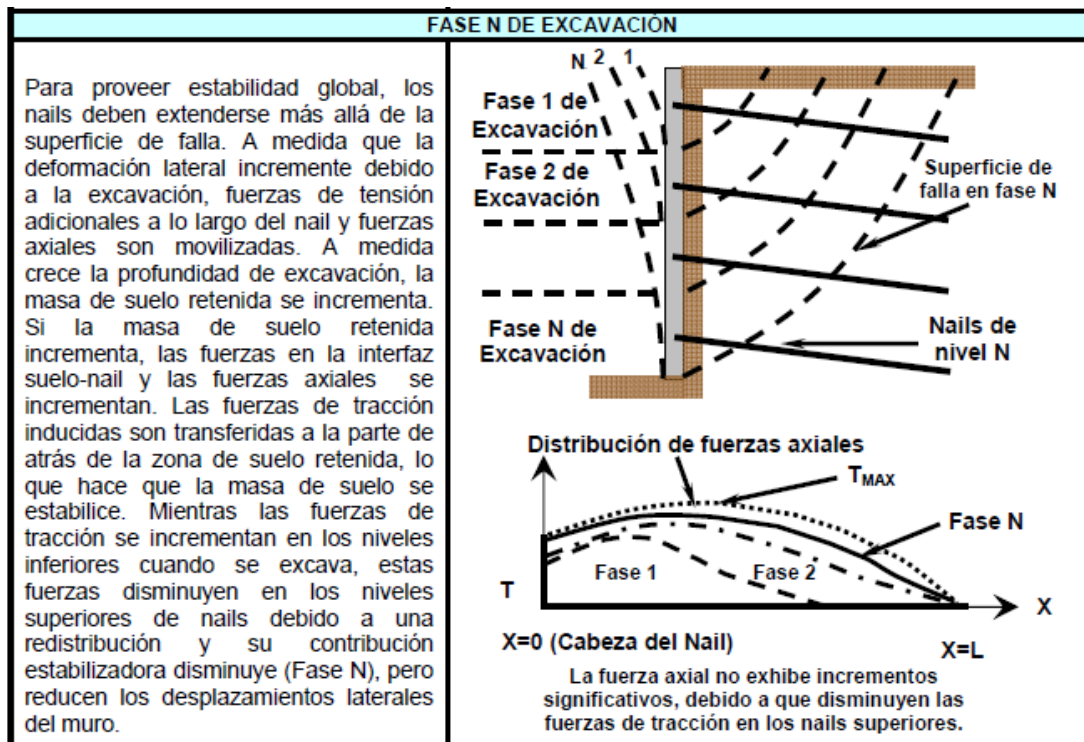 FASE N DE EXCAVACIÓN
Para proveer estabilidad global, los
nails deben extenderse más allá de la
superficie de falla. A medida que la
deformación lateral incremente debido
a la excavación, fuerzas de tensión
adicionales a lo largo del nail y fuerzas
axiales son movilizadas. A medida
crece la profundidad de excavación, la
masa de suelo retenida se incrementa.
Si la masa de suelo retenida
incrementa, las fuerzas en la interfaz
suelo-nail y las fuerzas axiales se
incrementan. Las fuerzas de tracción
inducidas son transferidas a la parte de
atrás de la zona de suelo retenida, lo
que hace que la masa de suelo se
estabilice. Mientras las fuerzas de
tracción se incrementan en los niveles
inferiores cuando se excava, estas
fuerzas disminuyen en los niveles
superiores de nails debido a una
redistribución y su contribución
estabilizadora disminuye (Fase N), pero
reducen los desplazamientos laterales
del muro.
N 2 1
Fase 1 de
Excavación
Fase 2 de
Excavación
Fase N de
Excavación
Superficie de
falla en fase N
Nails de
nivel N
Distribución de fuerzas axiales
TMAX
Fase N
Fase 1
Fase 2
T
X
X=0 (Cabeza del Nail)
X=L
La fuerza axial no exhibe incrementos
significativos, debido a que disminuyen las
fuerzas de tracción en los nails superiores.